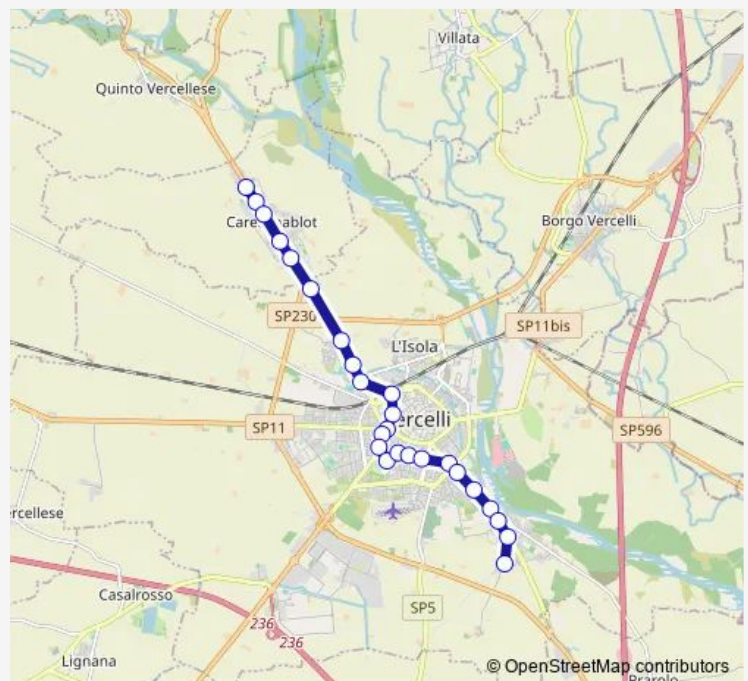 Villata
Quinto Vercellese
Borgo Vercelli
SP230
SP11bis
L'Isola
SP11
ercelli
SP596
ercellese
SP5
Casalrosso
236
236
Lignana
© OpenStreetMap contributors